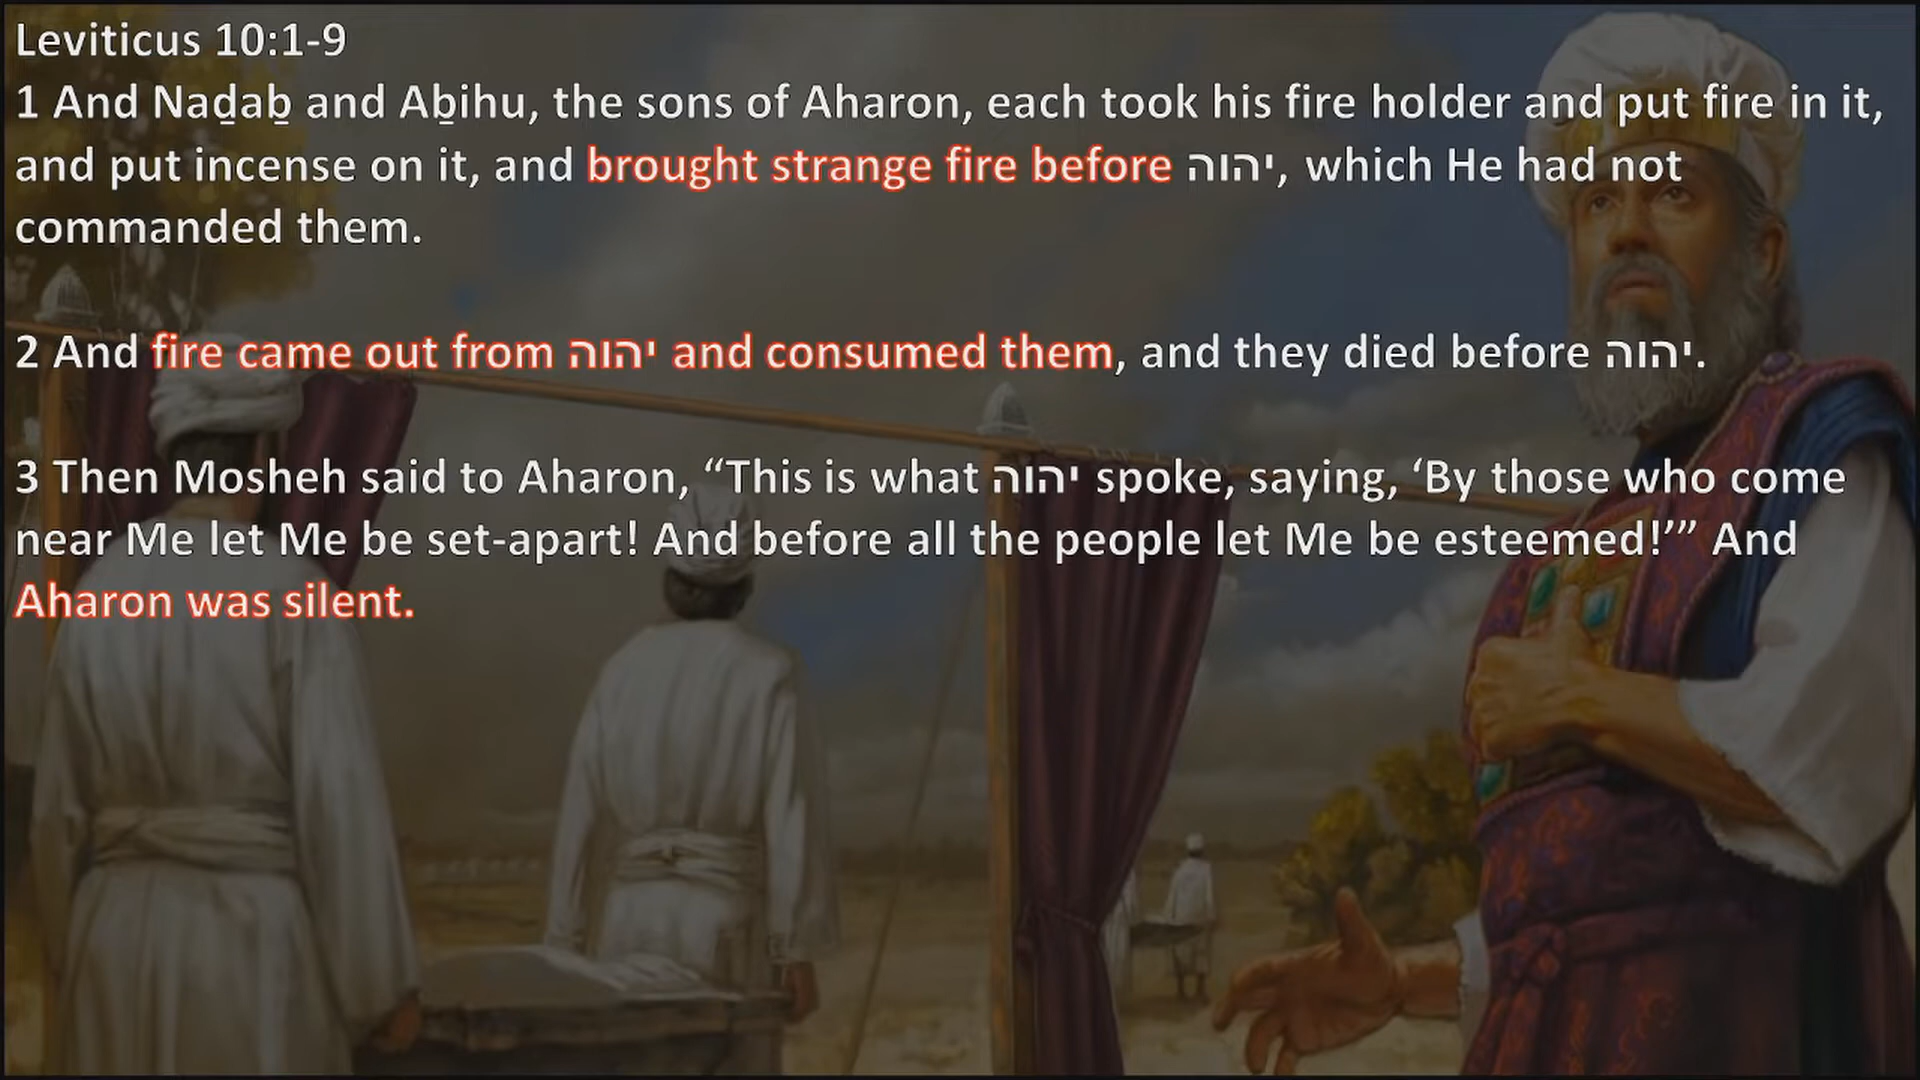 Leviticus 10:1-9
1 And Naḏaḇ and Aḇihu, the sons of Aharon, each took his fire holder and put fire in it,
and put incense on it, and brought strange fire before יהוה, which He had not
commanded them.
2 And fire came out from יהוה and consumed them, and they died before יהוה.
3 Then Mosheh said to Aharon, “This is what יהוה spoke, saying, ‘By those who come
near Me let Me be set-apart! And before all the people let Me be esteemed!’” And
Aharon was silent.